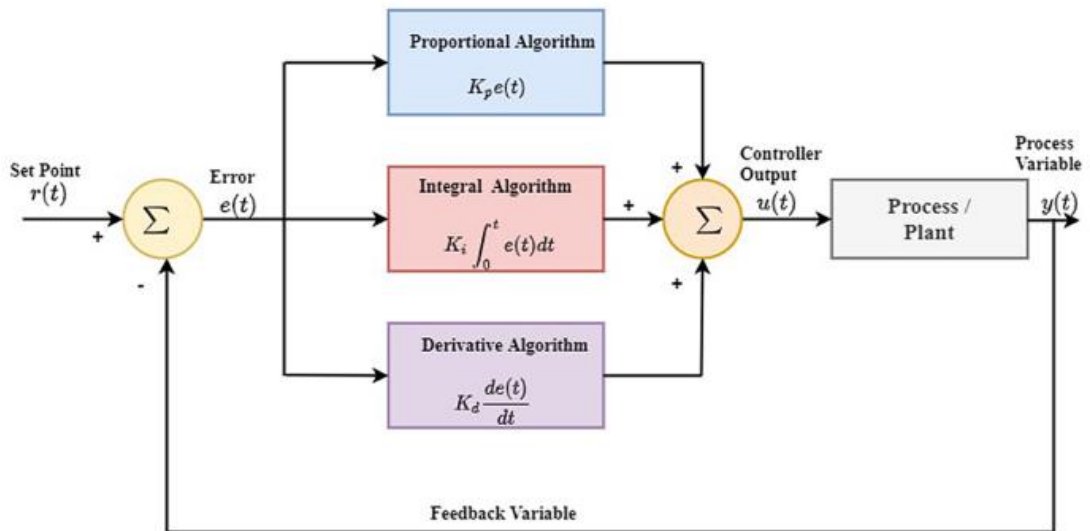 Proportional Algorithm
K_p e(t)
Set Point
r(t)
+
-
Σ
Error
e(t)
Integral Algorithm
K_i ∫_0^t e(t)dt
Derivative Algorithm
K_d de(t)/dt
+
+
+
Σ
Controller
Output
u(t)
Process /
Plant
Process
Variable
y(t)
Feedback Variable